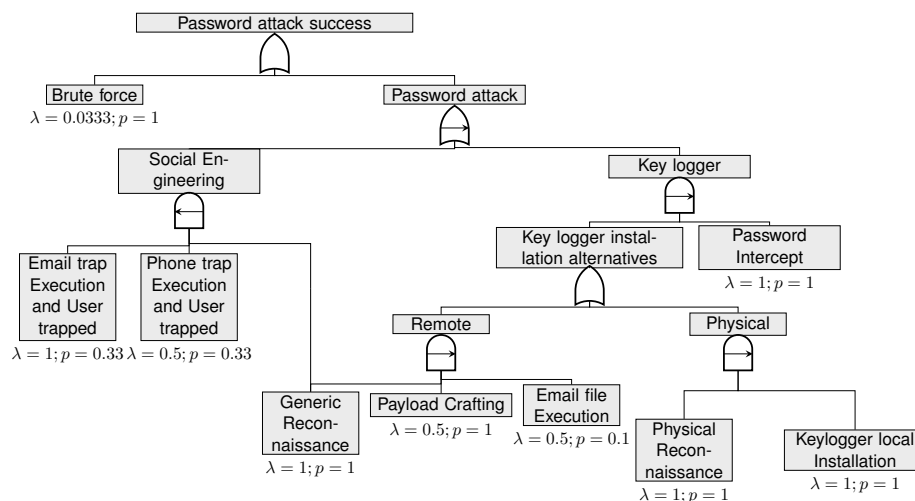 Password attack success
Brute force
λ = 0.0333; p = 1
Password attack
Social En-
gineering
Key logger
Email trap
Execution
and User
trapped
λ = 1; p = 0.33
Phone trap
Execution
and User
trapped
λ = 0.5; p = 0.33
Key logger instal-
lation alternatives
Password
Intercept
λ = 1; p = 1
Remote
Physical
Generic
Recon-
naissance
λ = 1; p = 1
Payload Crafting
λ = 0.5; p = 1
Email file
Execution
λ = 0.5; p = 0.1
Physical
Recon-
naissance
λ = 1; p = 1
Keylogger local
Installation
λ = 1; p = 1